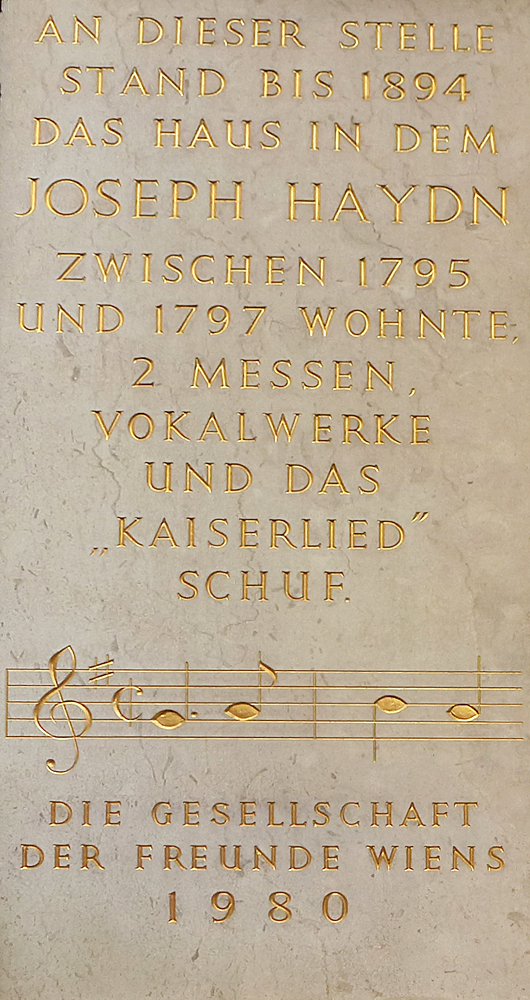 AN DIESER STELLE
STAND BIS 1894
DAS HAUS IN DEM
JOSEPH HAYDN
ZWISCHEN 1795
UND 1797 WOHNTE,
2 MESSEN,
VOKALWERKE
UND DAS
„KAISERLIED”
SCHUF.
DIE GESELLSCHAFT
DER FREUNDE WIENS
1980